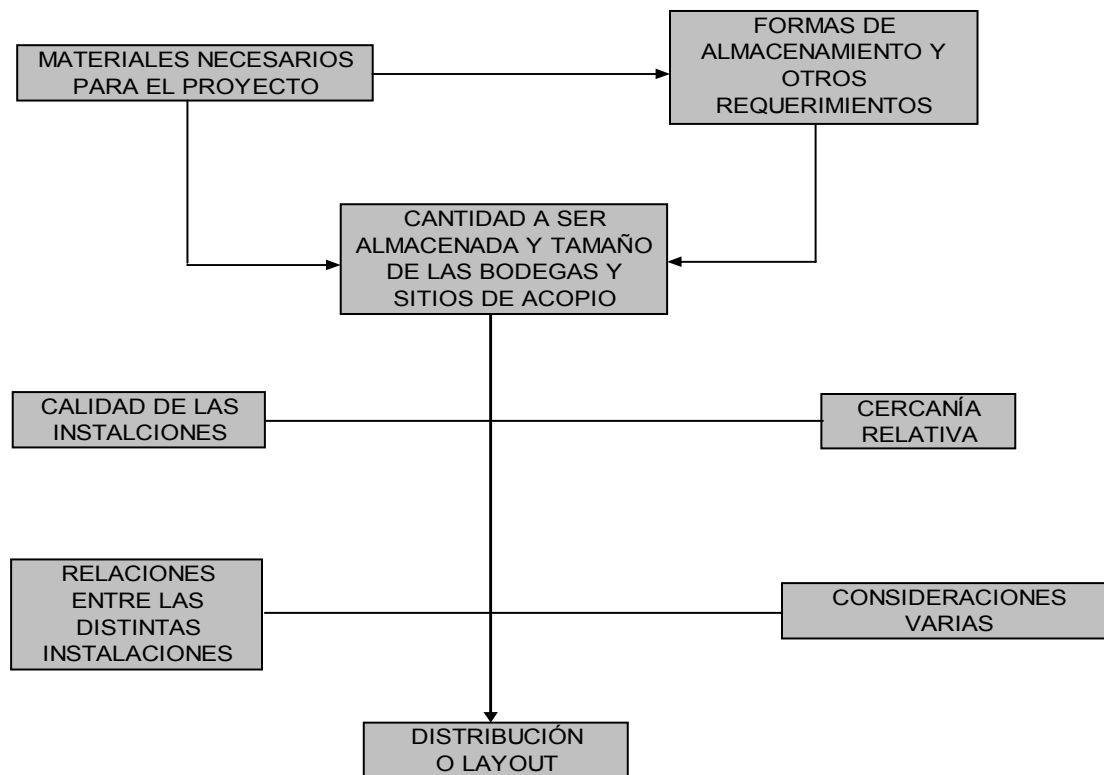 MATERIALES NECESARIOS
PARA EL PROYECTO
FORMAS DE
ALMACENAMIENTO Y
OTROS
REQUERIMIENTOS
CANTIDAD A SER
ALMACENADA Y TAMAÑO
DE LAS BODEGAS Y
SITIOS DE ACOPIO
CALIDAD DE LAS
INSTALCIONES
CERCANÍA
RELATIVA
RELACIONES
ENTRE LAS
DISTINTAS
INSTALACIONES
CONSIDERACIONES
VARIAS
DISTRIBUCIÓN
O LAYOUT